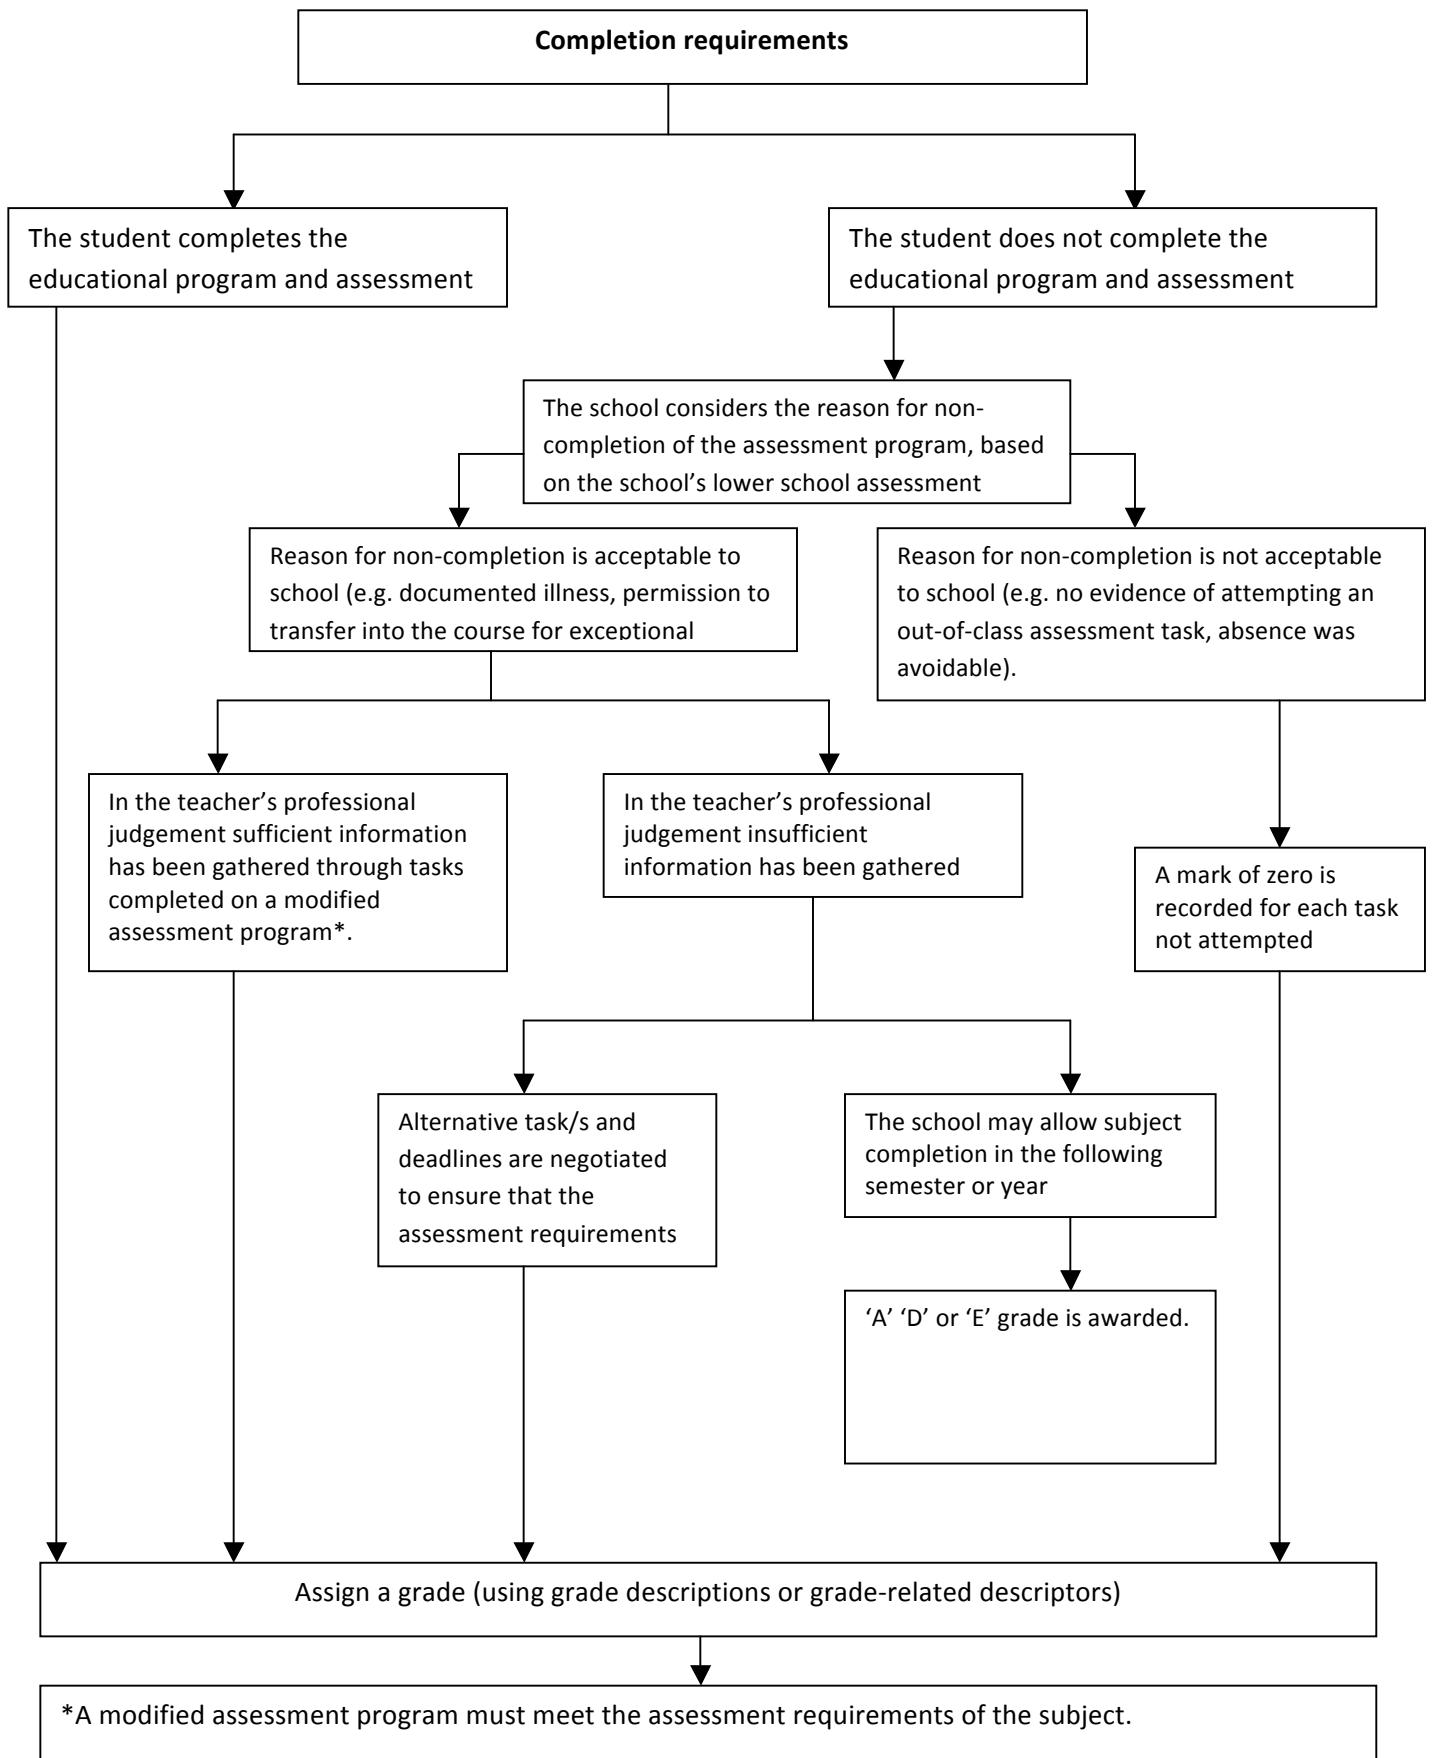 Completion requirements
The student completes the
educational program and assessment
The student does not complete the
educational program and assessment
The school considers the reason for non-
completion of the assessment program, based
on the school’s lower school assessment
Reason for non-completion is acceptable to
school (e.g. documented illness, permission to
transfer into the course for exceptional
Reason for non-completion is not acceptable
to school (e.g. no evidence of attempting an
out-of-class assessment task, absence was
avoidable).
In the teacher’s professional
judgement sufficient information
has been gathered through tasks
completed on a modified
assessment program*.
In the teacher’s professional
judgement insufficient
information has been gathered
A mark of zero is
recorded for each task
not attempted
Alternative task/s and
deadlines are negotiated
to ensure that the
assessment requirements
The school may allow subject
completion in the following
semester or year
‘A’ ‘D’ or ‘E’ grade is awarded.
Assign a grade (using grade descriptions or grade-related descriptors)
*A modified assessment program must meet the assessment requirements of the subject.